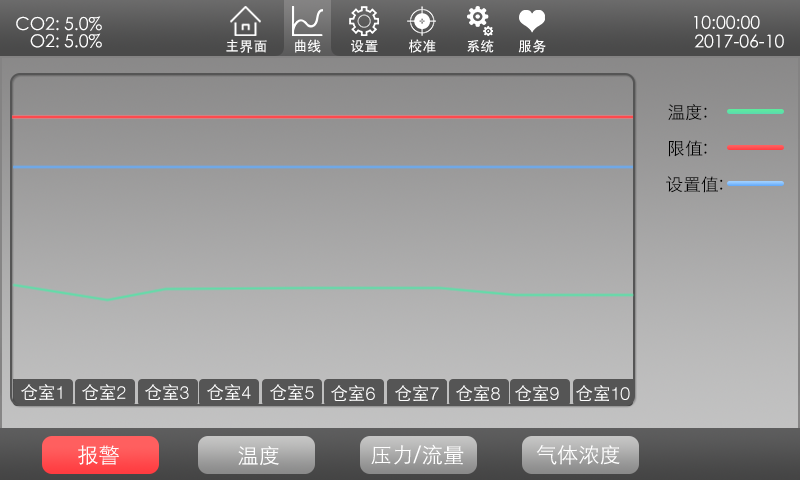 CO2: 5.0%
O2: 5.0%
主界面
曲线
设置
校准
系统
服务
10:00:00
2017-06-10
温度:
限值:
设置值:
仓室1
仓室2
仓室3
仓室4
仓室5
仓室6
仓室7
仓室8
仓室9
仓室10
报警
温度
压力/流量
气体浓度